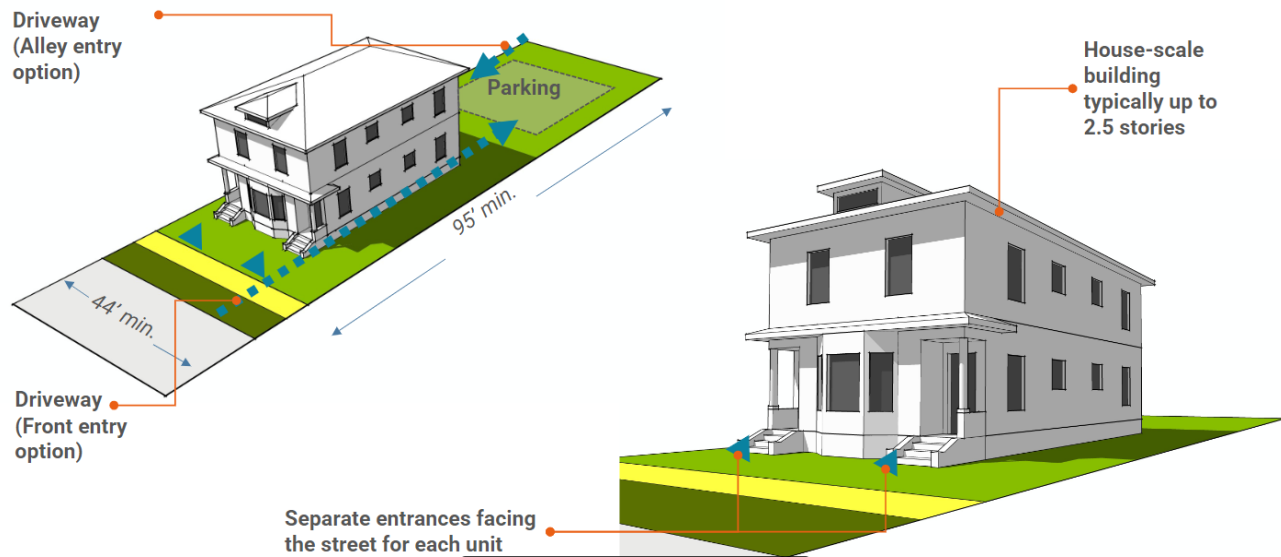 Driveway
(Alley entry
option)
Parking
House-scale
building
typically up to
2.5 stories
95’ min.
44’ min.
Driveway
(Front entry
option)
Separate entrances facing
the street for each unit